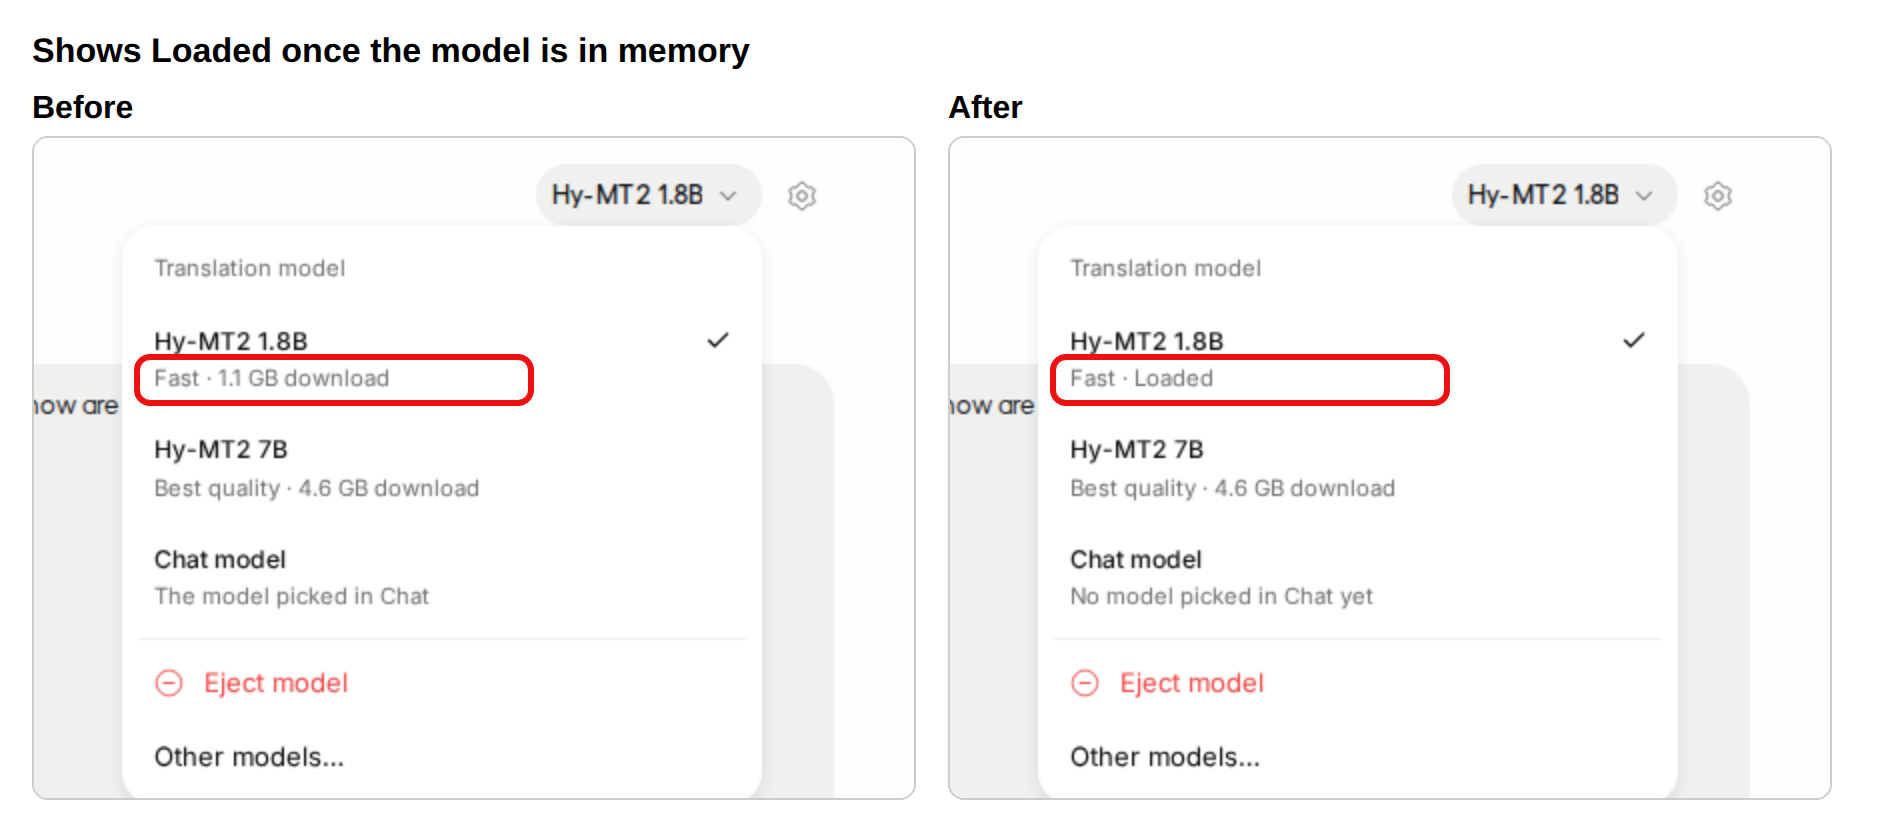 Shows Loaded once the model is in memory
Before
Hy-MT2 1.8B
Translation model
Hy-MT2 1.8B
Fast · 1.1 GB download
how are
Hy-MT2 7B
Best quality · 4.6 GB download
Chat model
The model picked in Chat
Eject model
Other models...
After
Hy-MT2 1.8B
Translation model
Hy-MT2 1.8B
Fast · Loaded
how are
Hy-MT2 7B
Best quality · 4.6 GB download
Chat model
No model picked in Chat yet
Eject model
Other models...